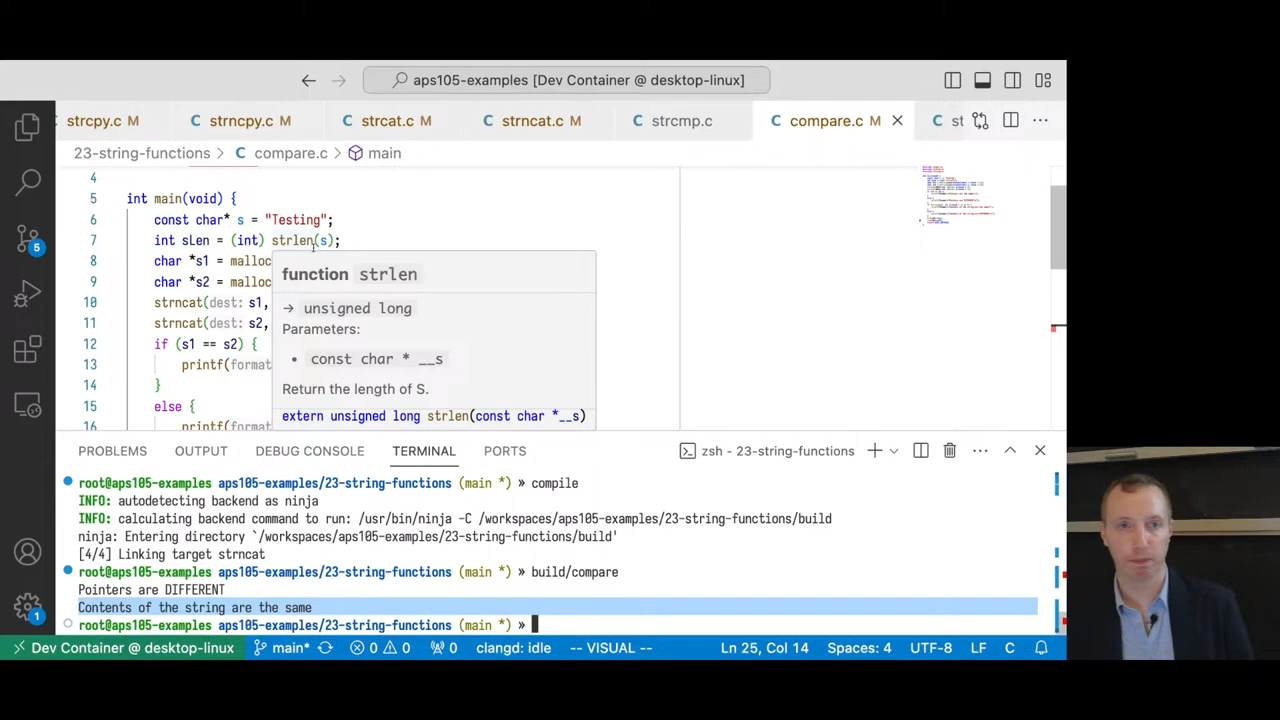 aps105-examples [Dev Container @ desktop-linux]
strcpy.c M
strncpy.c M
strcat.c M
strncat.c M
strcmp.c
compare.c M
st
23-string-functions > C compare.c > main
4
5 int main(void) {
6 const char* s = "Testing";
7 int sLen = (int) strlen(s);
8 char *s1 = malloc
9 char *s2 = malloc
10 strncat(dest: s1,
11 strncat(dest: s2,
12 if (s1 == s2) {
13 printf(format
14 }
15 else {
16 printf(format
function strlen
→ unsigned long
Parameters:
• const char * __s
Return the length of S.
extern unsigned long strlen(const char *__s)
5
1
PROBLEMS OUTPUT DEBUG CONSOLE TERMINAL PORTS
zsh - 23-string-functions
root@aps105-examples aps105-examples/23-string-functions (main *) » compile
INFO: autodetecting backend as ninja
INFO: calculating backend command to run: /usr/bin/ninja -C /workspaces/aps105-examples/23-string-functions/build
ninja: Entering directory `/workspaces/aps105-examples/23-string-functions/build'
[4/4] Linking target strncat
root@aps105-examples aps105-examples/23-string-functions (main *) » build/compare
Pointers are DIFFERENT
Contents of the string are the same
root@aps105-examples aps105-examples/23-string-functions (main *) »
Dev Container @ desktop-linux main* 0 0 0 clangd: idle -- VISUAL -- Ln 25, Col 14 Spaces: 4 UTF-8 LF C